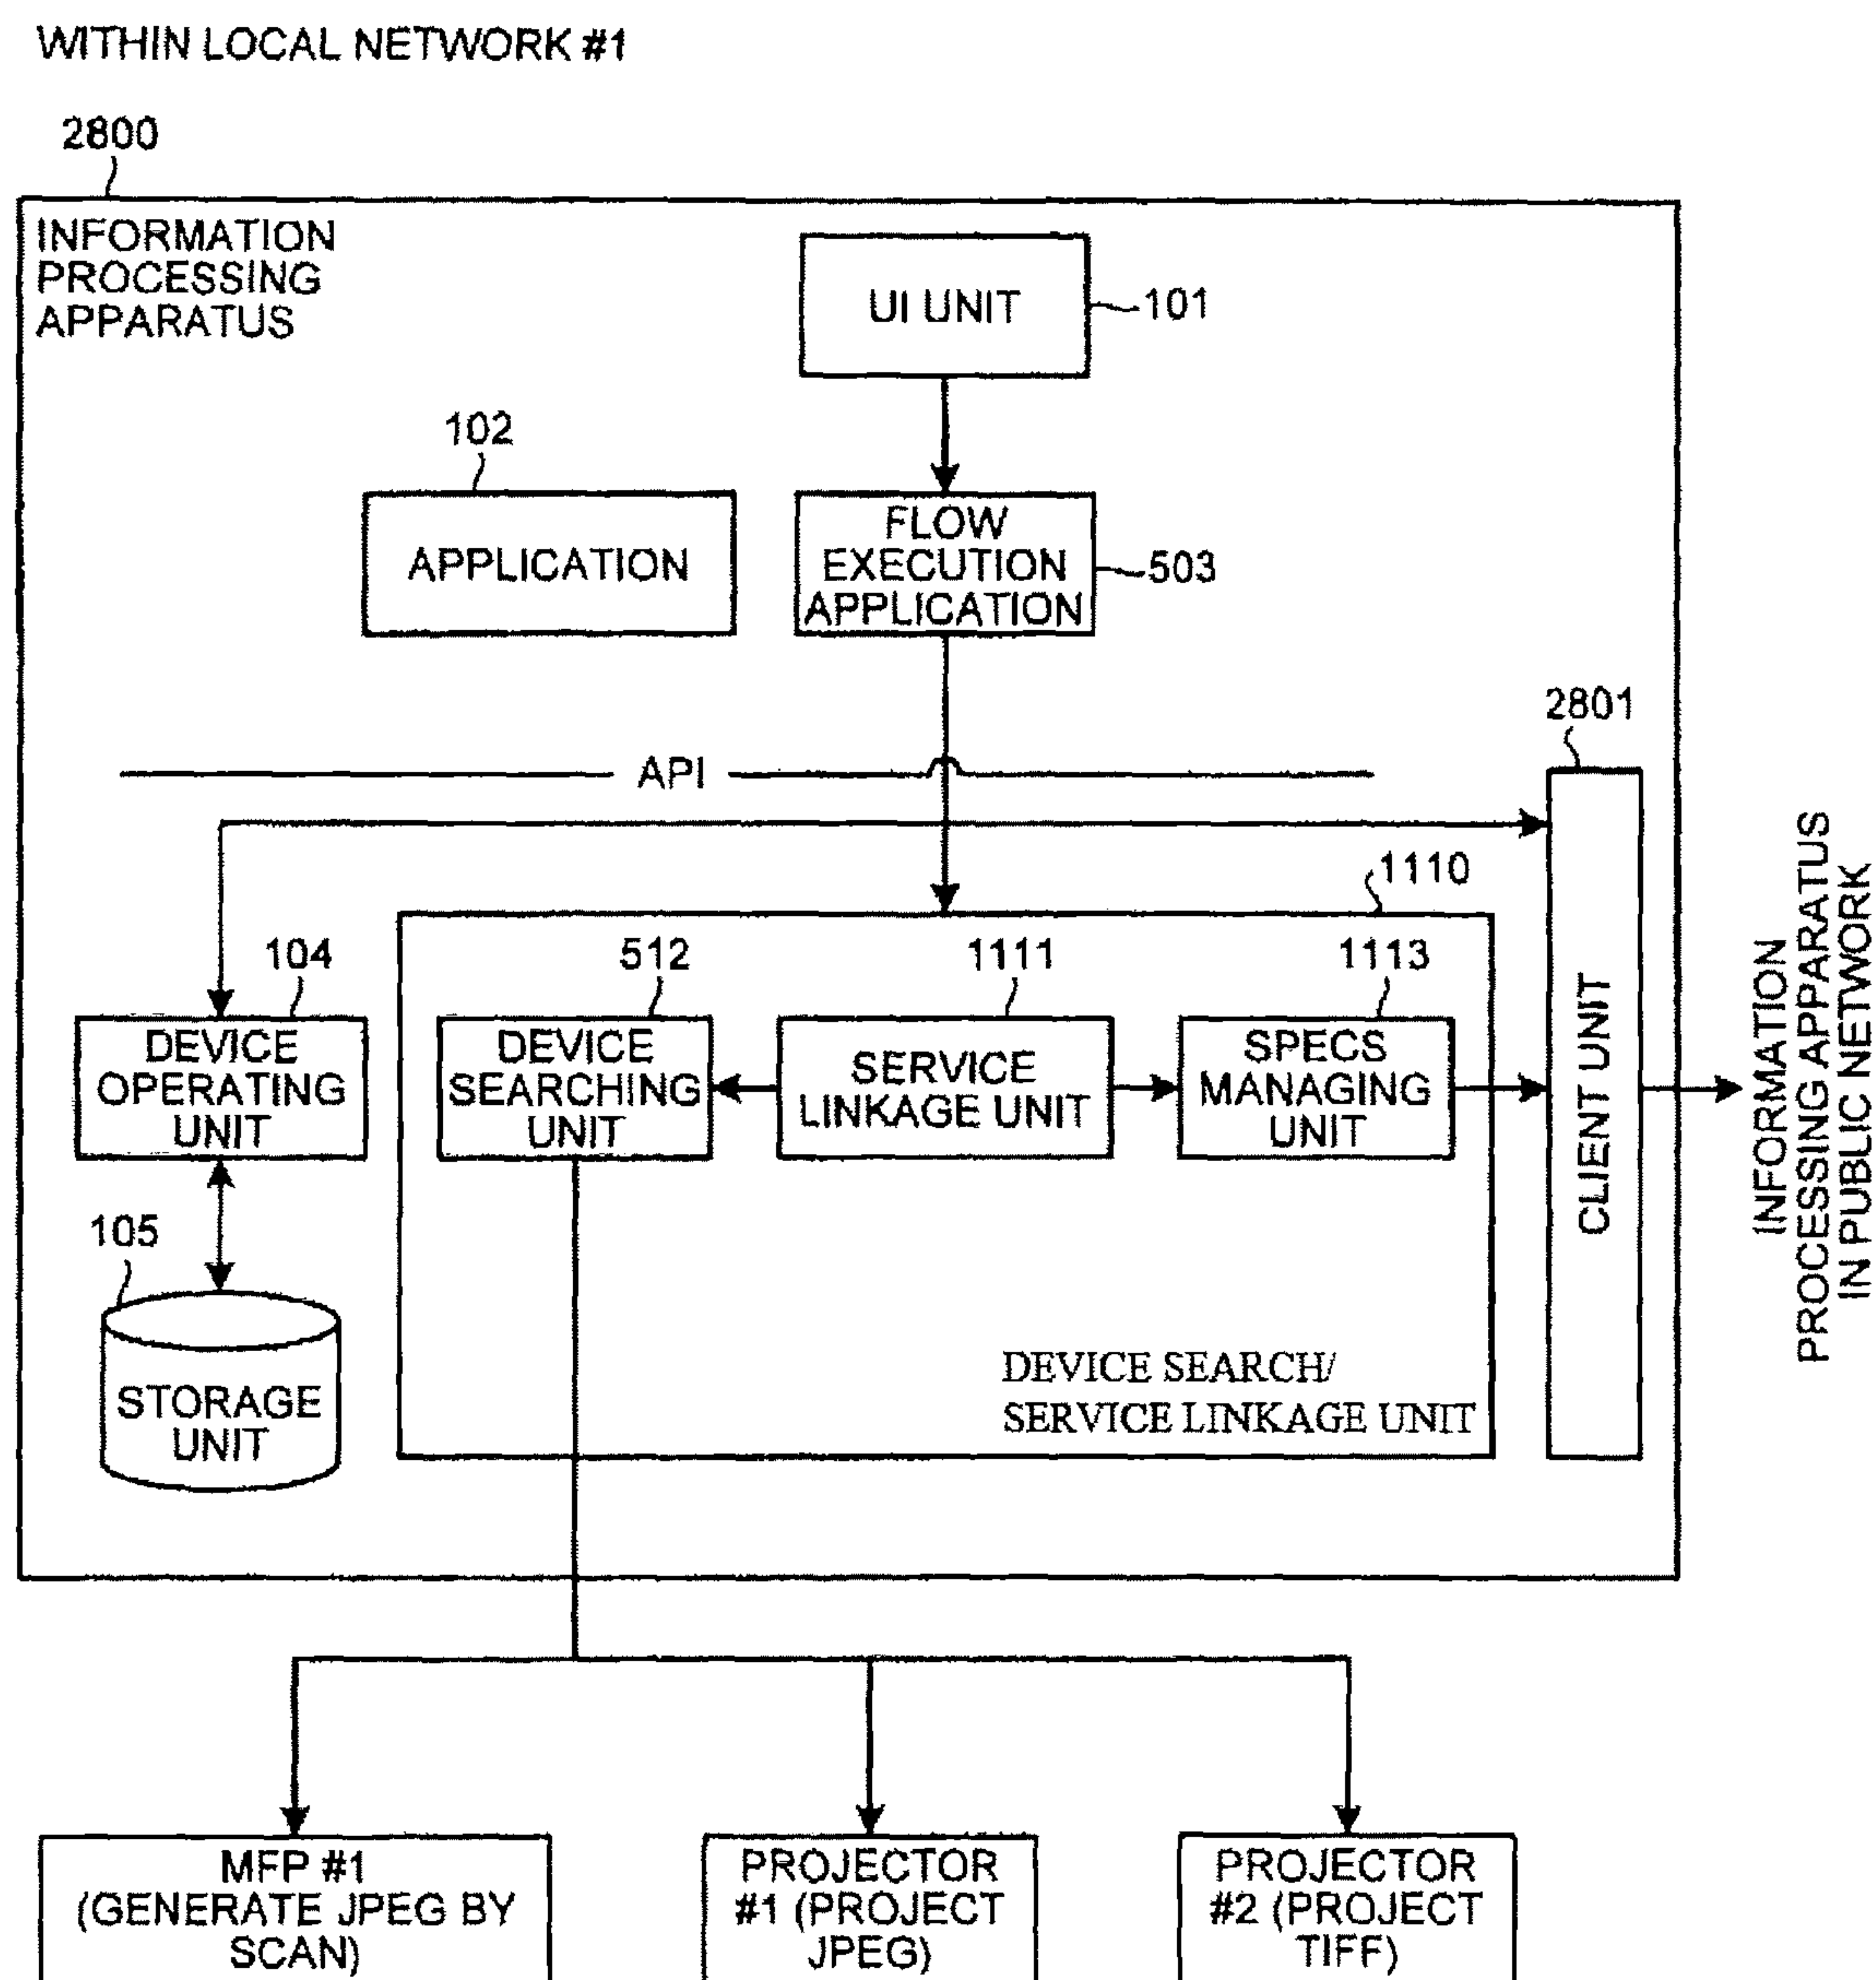 WITHIN LOCAL NETWORK #1
2800
INFORMATION
PROCESSING
APPARATUS
UI UNIT
101
102
APPLICATION
FLOW
EXECUTION
APPLICATION
503
2801
API
1110
104
512
1111
1113
DEVICE
OPERATING
UNIT
DEVICE
SEARCHING
UNIT
SERVICE
LINKAGE UNIT
SPECS
MANAGING
UNIT
CLIENT UNIT
INFORMATION
PROCESSING APPARATUS
IN PUBLIC NETWORK
105
STORAGE
UNIT
DEVICE SEARCH/
SERVICE LINKAGE UNIT
MFP #1
(GENERATE JPEG BY
SCAN)
PROJECTOR
#1 (PROJECT
JPEG)
PROJECTOR
#2 (PROJECT
TIFF)